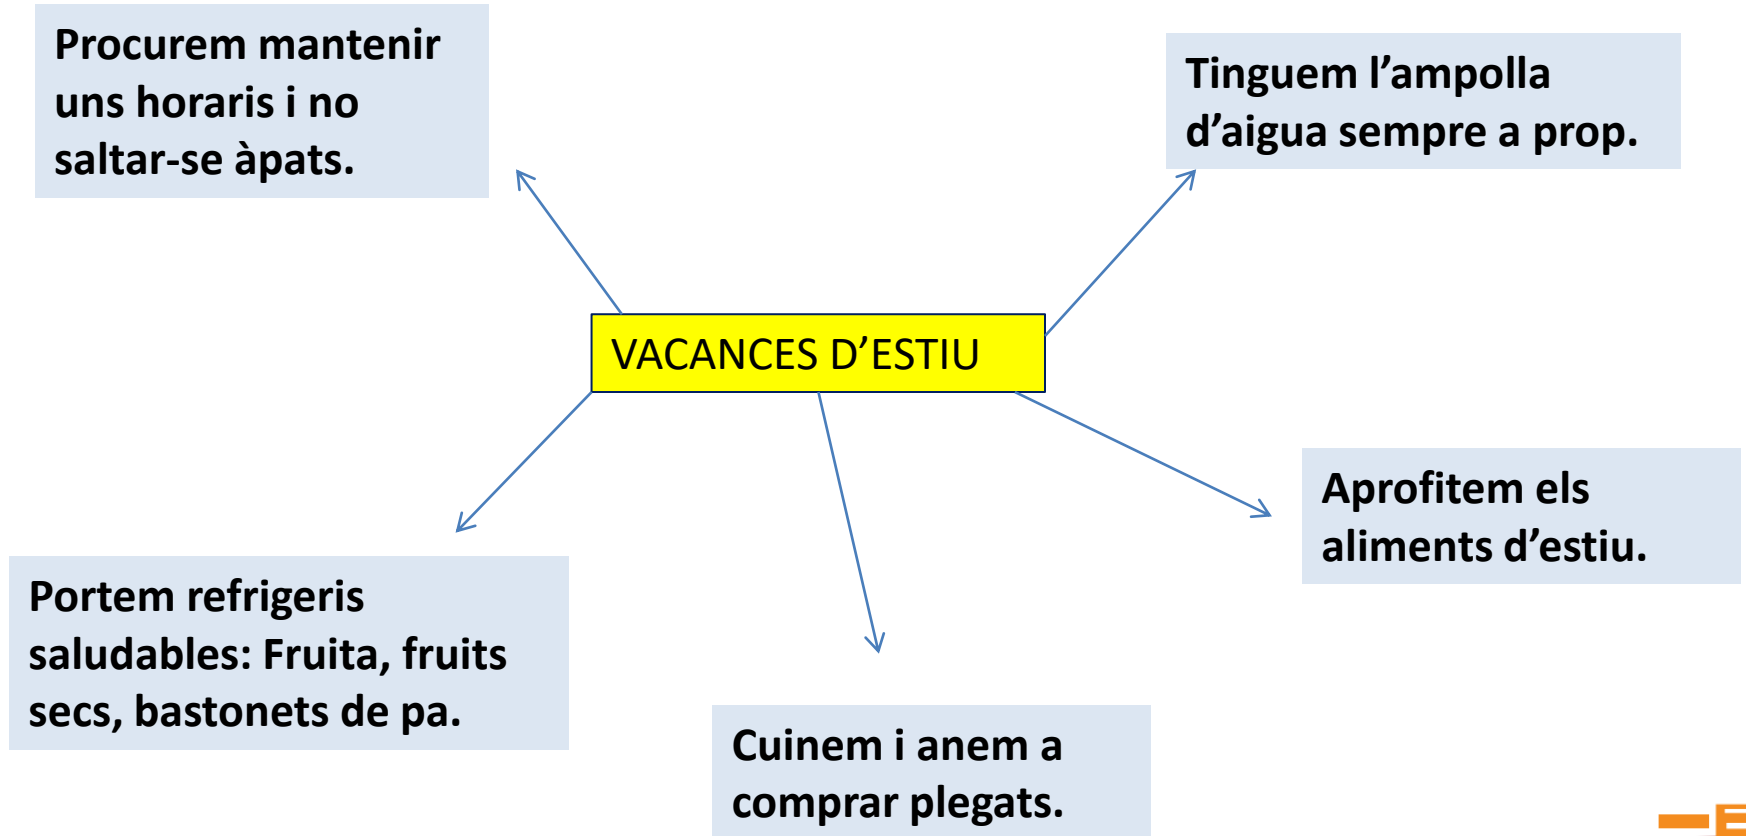 Procurem mantenir
uns horaris i no
saltar-se àpats.
Tinguem l’ampolla
d’aigua sempre a prop.
VACANCES D’ESTIU
Aprofitem els
aliments d’estiu.
Portem refrigeris
saludables: Fruita, fruits
secs, bastonets de pa.
Cuinem i anem a
comprar plegats.